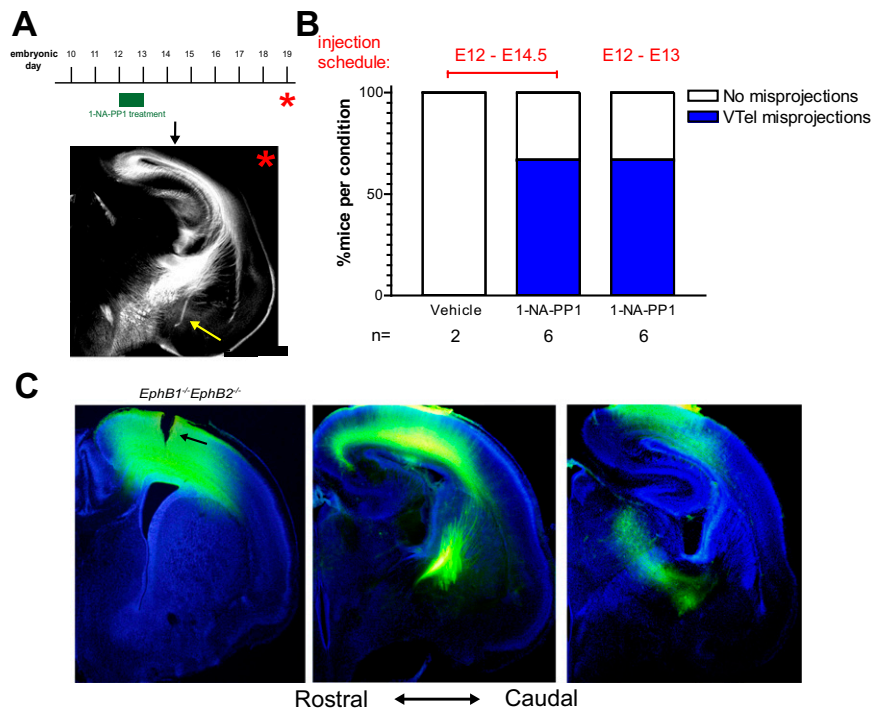 A
embryonic day
10 11 12 13 14 15 16 17 18 19
*
1-NA-PP1 treatment
*
B
injection schedule:
E12 - E14.5
E12 - E13
%mice per condition
100
50
0
No misprojections
VTel misprojections
Vehicle
1-NA-PP1
1-NA-PP1
n=
2
6
6
C
EphB1-/-EphB2-/-
Rostral
Caudal